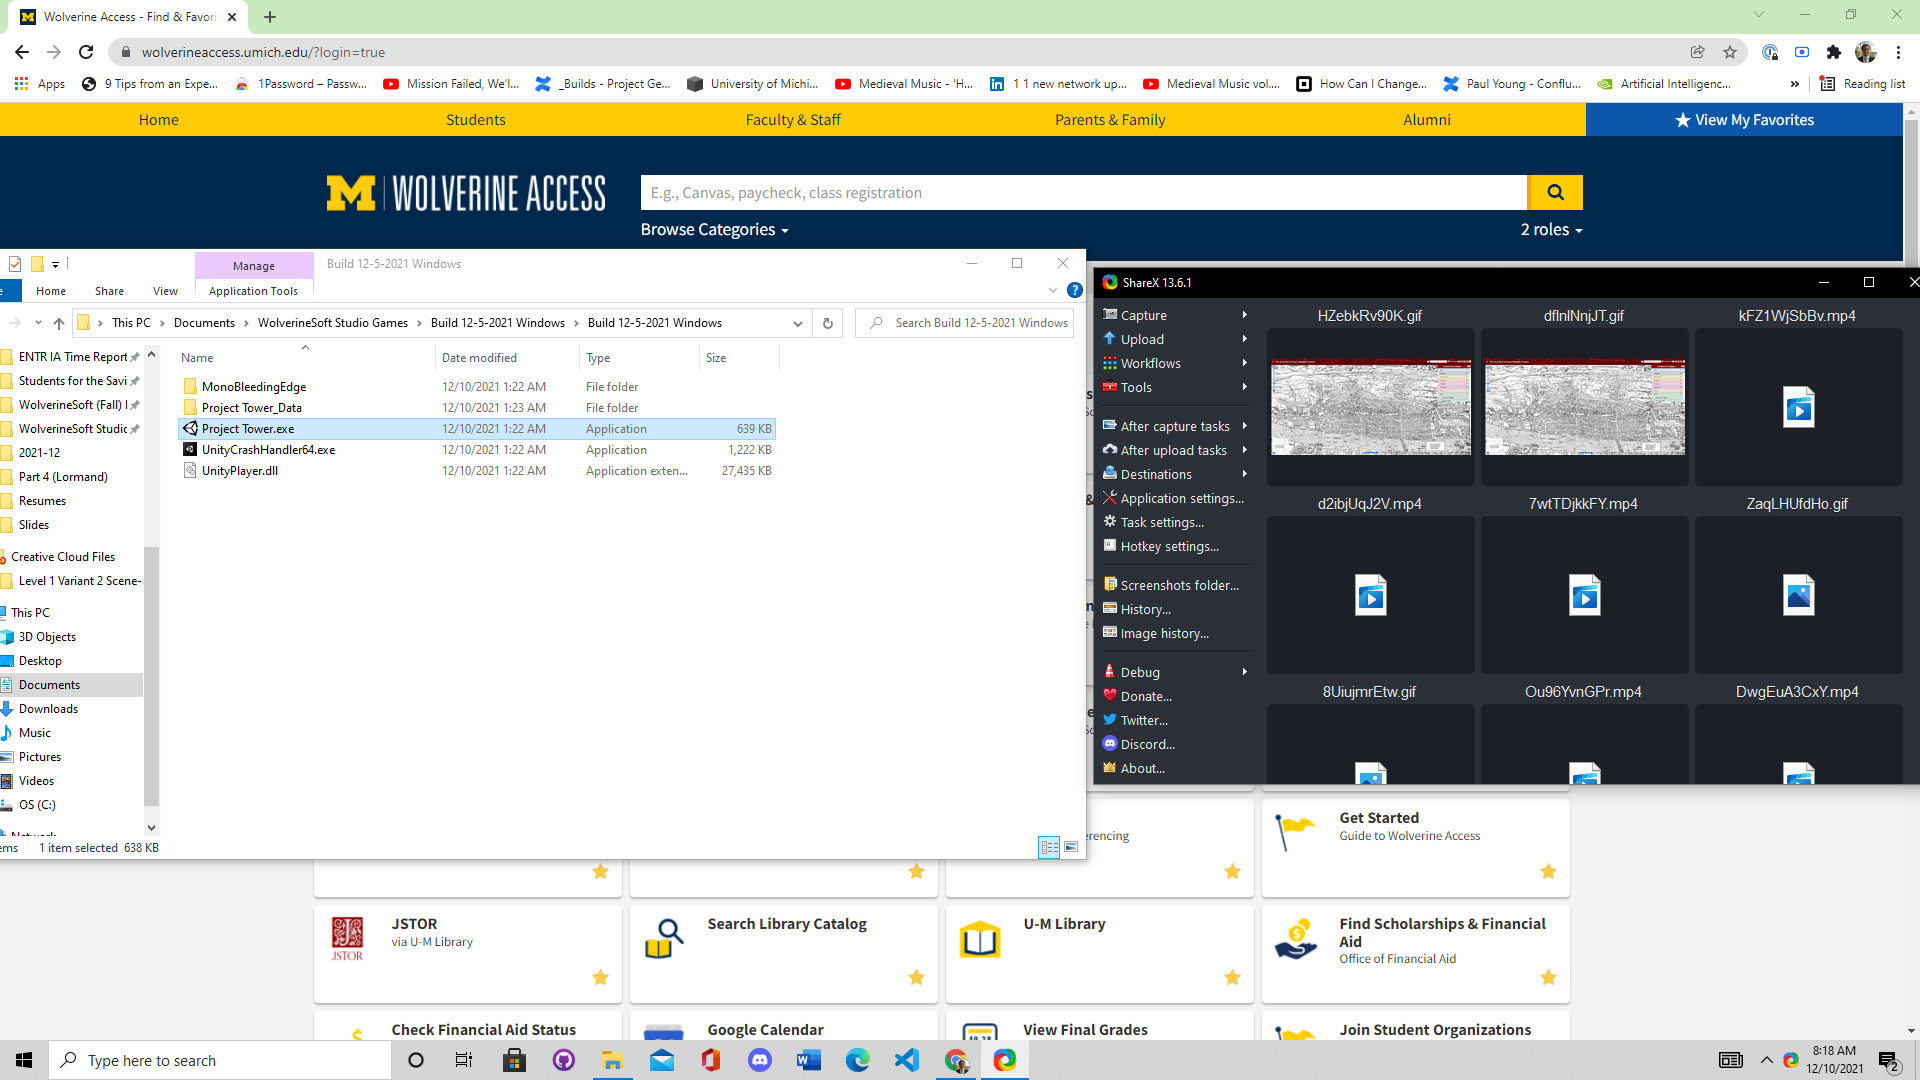 Wolverine Access - Find & Favori
wolverineaccess.umich.edu/?login=true
Apps
9 Tips from an Expe...
1Password – Passw...
Mission Failed, We'l...
_Builds - Project Ge...
University of Michi...
Medieval Music - 'H...
1 1 new network up...
Medieval Music vol....
How Can I Change...
Paul Young - Conflu...
Artificial Intelligenc...
»
Reading list
Home
Students
Faculty & Staff
Parents & Family
Alumni
★ View My Favorites
M | WOLVERINE ACCESS
E.g., Canvas, paycheck, class registration
Browse Categories
2 roles
Manage
Build 12-5-2021 Windows
Home
Share
View
Application Tools
This PC › Documents › WolverineSoft Studio Games › Build 12-5-2021 Windows › Build 12-5-2021 Windows
Search Build 12-5-2021 Windows
ENTR IA Time Report
Students for the Savi
WolverineSoft (Fall) I
WolverineSoft Studic
2021-12
Part 4 (Lormand)
Resumes
Slides
Creative Cloud Files
Level 1 Variant 2 Scene-
This PC
3D Objects
Desktop
Documents
Downloads
Music
Pictures
Videos
OS (C:)
Network
Name Date modified Type Size
MonoBleedingEdge 12/10/2021 1:22 AM File folder
Project Tower_Data 12/10/2021 1:23 AM File folder
Project Tower.exe 12/10/2021 1:22 AM Application 639 KB
UnityCrashHandler64.exe 12/10/2021 1:22 AM Application 1,222 KB
UnityPlayer.dll 12/10/2021 1:22 AM Application exten... 27,435 KB
ems 1 item selected 638 KB
ShareX 13.6.1
Capture
Upload
Workflows
Tools
After capture tasks
After upload tasks
Destinations
Application settings...
Task settings...
Hotkey settings...
Screenshots folder...
History...
Image history...
Debug
Donate...
Twitter...
Discord...
About...
HZebkRv90K.gif
dflnlNnjJT.gif
kFZ1WjSbBv.mp4
d2ibjUqJ2V.mp4
7wtTDjkkFY.mp4
ZaqLHUfdHo.gif
8UiujmrEtw.gif
Ou96YvnGPr.mp4
DwgEuA3CxY.mp4
erencing
Get Started
Guide to Wolverine Access
JSTOR
JSTOR
via U-M Library
Search Library Catalog
U-M Library
Find Scholarships & Financial
Aid
Office of Financial Aid
Check Financial Aid Status
Google Calendar
View Final Grades
Join Student Organizations
Type here to search
8:18 AM
12/10/2021
2